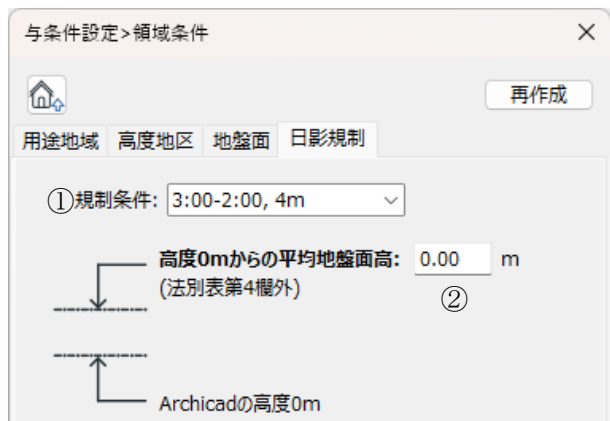 与条件設定>領域条件
再作成
用途地域 高度地区 地盤面 日影規制
①規制条件: 3:00-2:00, 4m
高度0mからの平均地盤面高: 0.00 m
(法別表第4欄外) ②
Archicadの高度0m